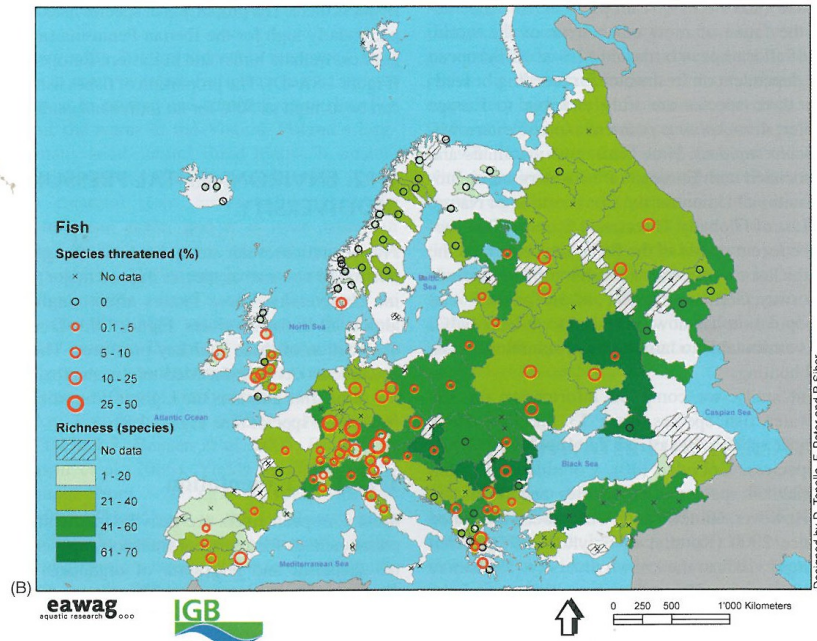 Fish
Species threatened (%)
No data
0
0.1 - 5
5 - 10
10 - 25
25 - 50
Richness (species)
No data
1 - 20
21 - 40
41 - 60
61 - 70
North Sea
Baltic
Sea
Atlantic Ocean
Mediterranean Sea
Black Sea
Caspian Sea
(B)
eawag
aquatic research
IGB
0 250 500 1'000 Kilometers